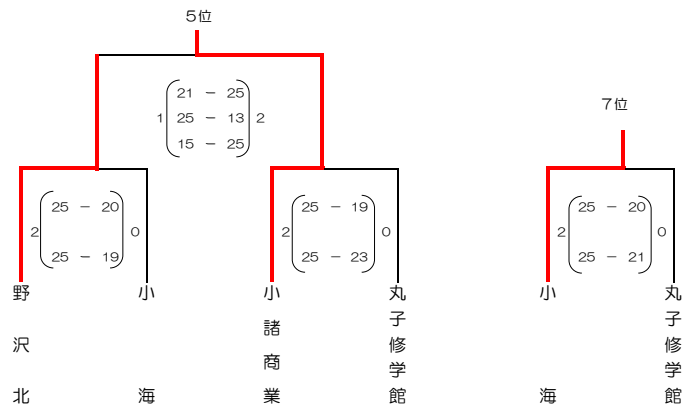 5位
7位
21 － 25
1 25 － 13 2
15 － 25
25 － 20
2 0
25 － 19
25 － 19
2 0
25 － 23
25 － 20
2 0
25 － 21
野沢北
小海
小諸商業
丸子修学館
小海
丸子修学館